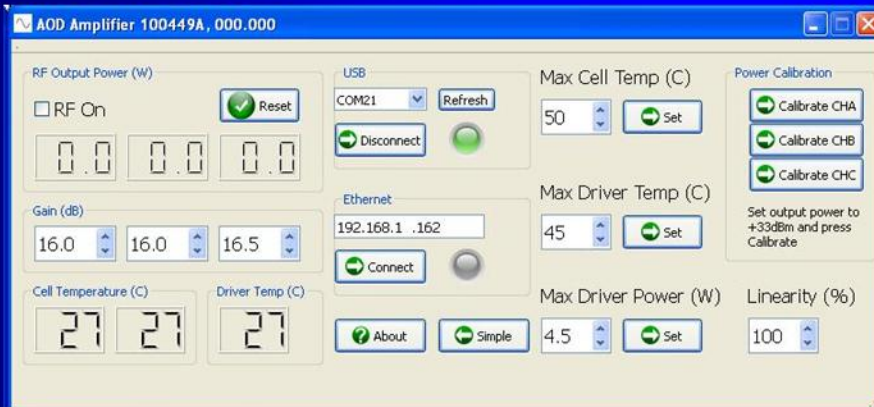 AOD Amplifier 100449A, 000.000
RF Output Power (W)
RF On
Reset
0.0 0.0 0.0
Gain (dB)
16.0 16.0 16.5
Cell Temperature (C)
27 27
Driver Temp (C)
27
USB
COM21
Refresh
Disconnect
Ethernet
192.168.1 .162
Connect
About
Simple
Max Cell Temp (C)
50
Set
Max Driver Temp (C)
45
Set
Max Driver Power (W)
4.5
Set
Power Calibration
Calibrate CHA
Calibrate CHB
Calibrate CHC
Set output power to
+33dBm and press
Calibrate
Linearity (%)
100